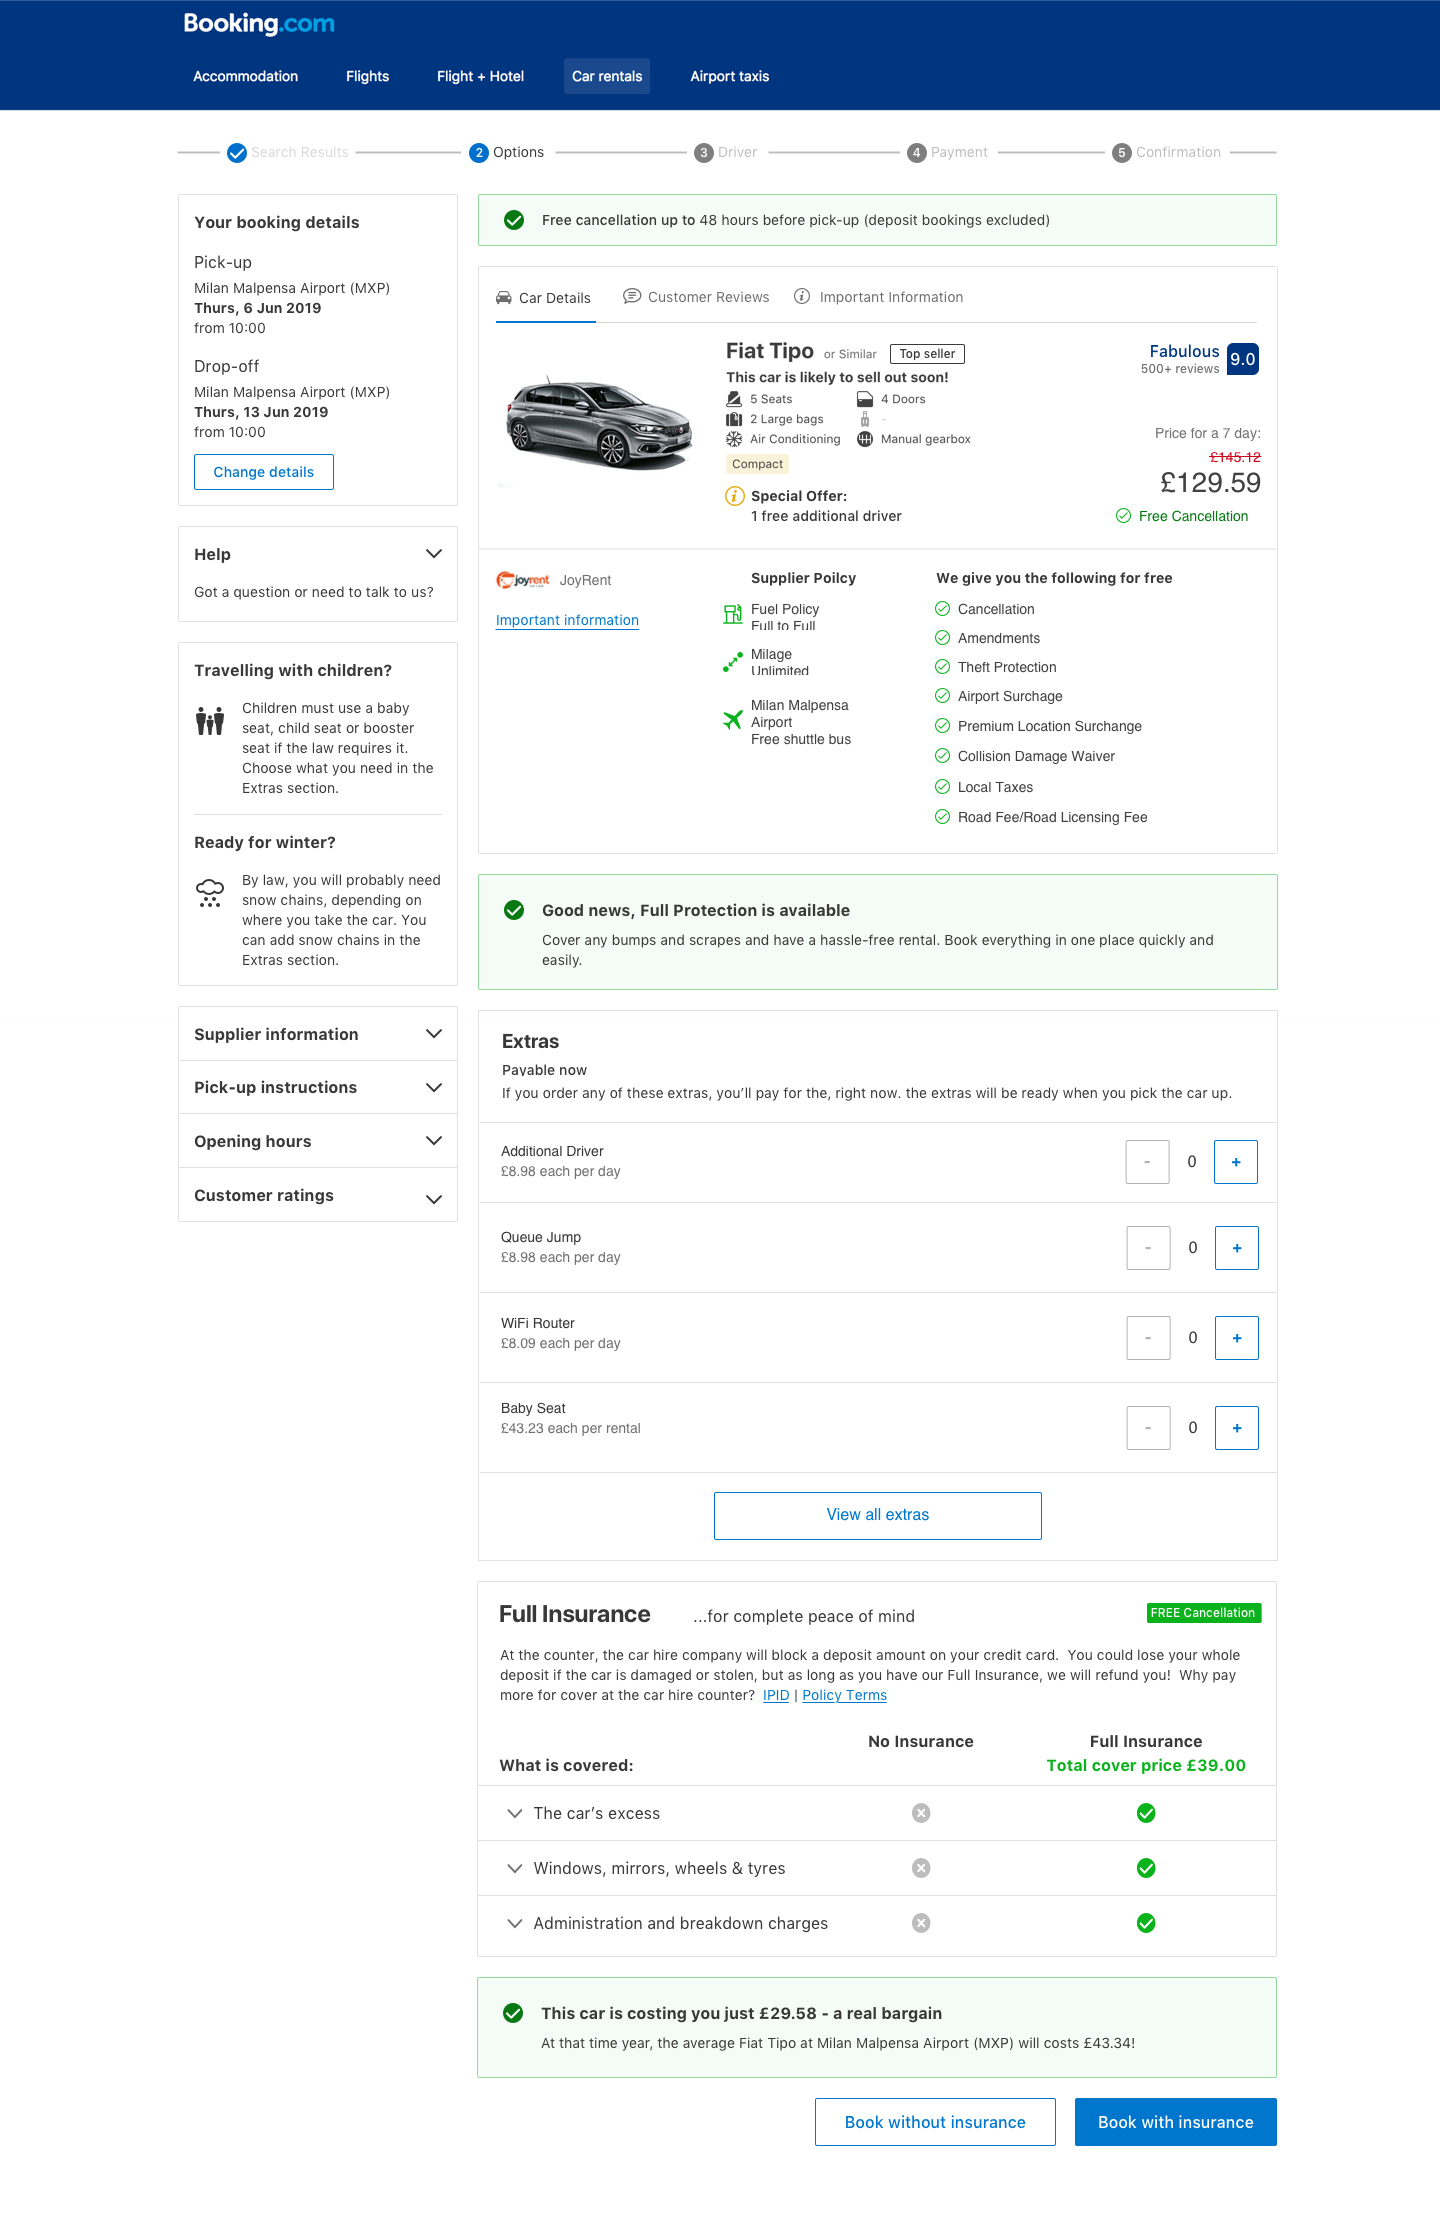 Booking.com
Accommodation Flights Flight + Hotel Car rentals Airport taxis
Search Results 2 Options 3 Driver 4 Payment 5 Confirmation
Your booking details
Pick-up
Milan Malpensa Airport (MXP)
Thurs, 6 Jun 2019
from 10:00
Drop-off
Milan Malpensa Airport (MXP)
Thurs, 13 Jun 2019
from 10:00
Change details
Help
Got a question or need to talk to us?
Travelling with children?
Children must use a baby
seat, child seat or booster
seat if the law requires it.
Choose what you need in the
Extras section.
Ready for winter?
By law, you will probably need
snow chains, depending on
where you take the car. You
can add snow chains in the
Extras section.
Supplier information
Pick-up instructions
Opening hours
Customer ratings
Free cancellation up to 48 hours before pick-up (deposit bookings excluded)
Car Details Customer Reviews Important Information
Fiat Tipo or Similar Top seller
This car is likely to sell out soon!
5 Seats 4 Doors
2 Large bags -
Air Conditioning Manual gearbox
Compact
Special Offer:
1 free additional driver
Fabulous 9.0
500+ reviews
Price for a 7 day:
£145.12
£129.59
Free Cancellation
joyrent JoyRent
Important information
Supplier Poilcy
Fuel Policy
Full to Full
Milage
Unlimited
Milan Malpensa
Airport
Free shuttle bus
We give you the following for free
Cancellation
Amendments
Theft Protection
Airport Surchage
Premium Location Surchange
Collision Damage Waiver
Local Taxes
Road Fee/Road Licensing Fee
Good news, Full Protection is available
Cover any bumps and scrapes and have a hassle-free rental. Book everything in one place quickly and
easily.
Extras
Payable now
If you order any of these extras, you’ll pay for the, right now. the extras will be ready when you pick the car up.
Additional Driver
£8.98 each per day
- 0 +
Queue Jump
£8.98 each per day
- 0 +
WiFi Router
£8.09 each per day
- 0 +
Baby Seat
£43.23 each per rental
- 0 +
View all extras
Full Insurance ...for complete peace of mind FREE Cancellation
At the counter, the car hire company will block a deposit amount on your credit card. You could lose your whole
deposit if the car is damaged or stolen, but as long as you have our Full Insurance, we will refund you! Why pay
more for cover at the car hire counter? IPID | Policy Terms
No Insurance Full Insurance
What is covered: Total cover price £39.00
The car’s excess
Windows, mirrors, wheels & tyres
Administration and breakdown charges
This car is costing you just £29.58 - a real bargain
At that time year, the average Fiat Tipo at Milan Malpensa Airport (MXP) will costs £43.34!
Book without insurance Book with insurance